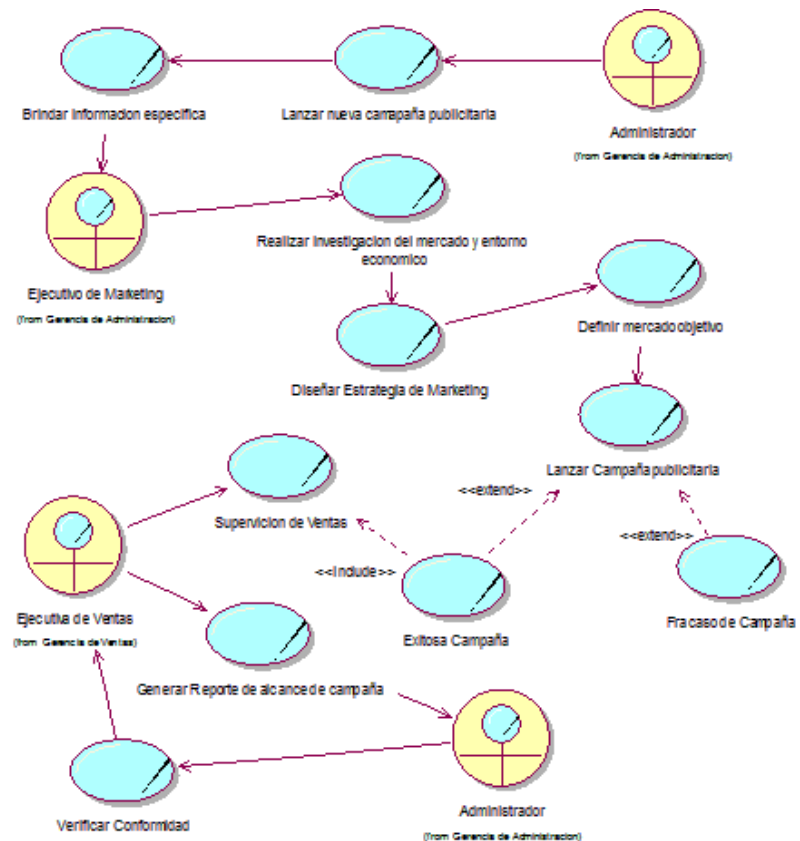 Brindar Informacion especifica
Lanzar nueva camapaña publicitaria
Administrador
(from Gerencia de Administracion)
Realizar Investigacion del mercado y entorno
economico
Ejecutivo de Marketing
(from Gerencia de Administracion)
Definir mercado objetivo
Diseñar Estrategia de Marketing
Lanzar Campaña publicitaria
<<extend>>
Supervicion de Ventas
<<extend>>
<<include>>
Ejecutiva de Ventas
(from Gerencia de Ventas)
Exitosa Campaña
Fracaso de Campaña
Generar Reporte de alcance de campaña
Verificar Conformidad
Administrador
(from Gerencia de Administracion)